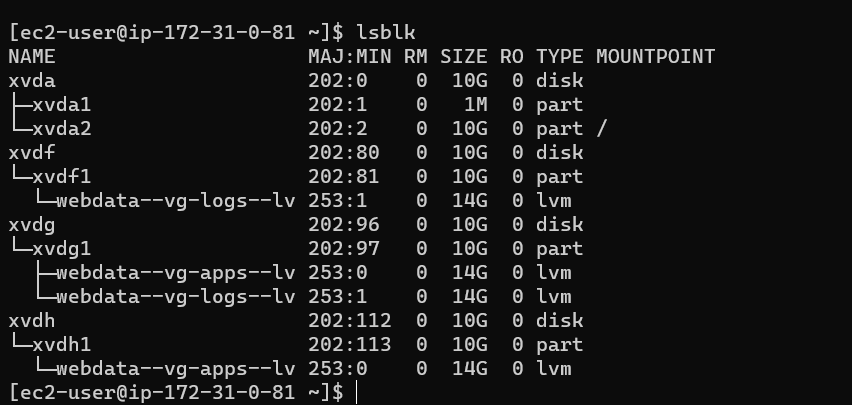 [ec2-user@ip-172-31-0-81 ~]$ lsblk
NAME                     MAJ:MIN RM SIZE RO TYPE MOUNTPOINT
xvda                     202:0    0  10G  0 disk
├─xvda1                  202:1    0   1M  0 part
└─xvda2                  202:2    0  10G  0 part /
xvdf                     202:80   0  10G  0 disk
└─xvdf1                  202:81   0  10G  0 part
  └─webdata--vg-logs--lv 253:1    0  14G  0 lvm
xvdg                     202:96   0  10G  0 disk
└─xvdg1                  202:97   0  10G  0 part
  ├─webdata--vg-apps--lv 253:0    0  14G  0 lvm
  └─webdata--vg-logs--lv 253:1    0  14G  0 lvm
xvdh                     202:112  0  10G  0 disk
└─xvdh1                  202:113  0  10G  0 part
  └─webdata--vg-apps--lv 253:0    0  14G  0 lvm
[ec2-user@ip-172-31-0-81 ~]$